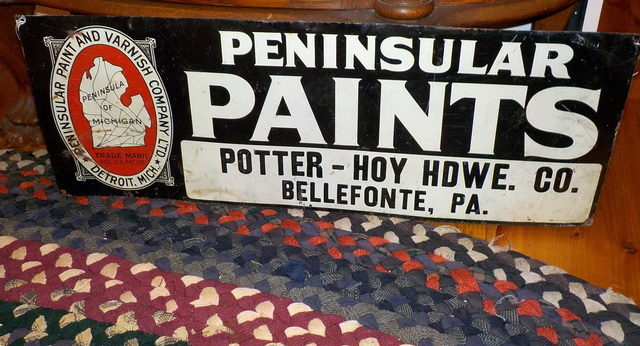 PENINSULAR PAINT AND VARNISH COMPANY LTD.
PENINSULA
OF
MICHIGAN
TRADE MARK
DETROIT, MICH.
PENINSULAR
PAINTS
POTTER-HOY HDWE. CO.
BELLEFONTE, PA.